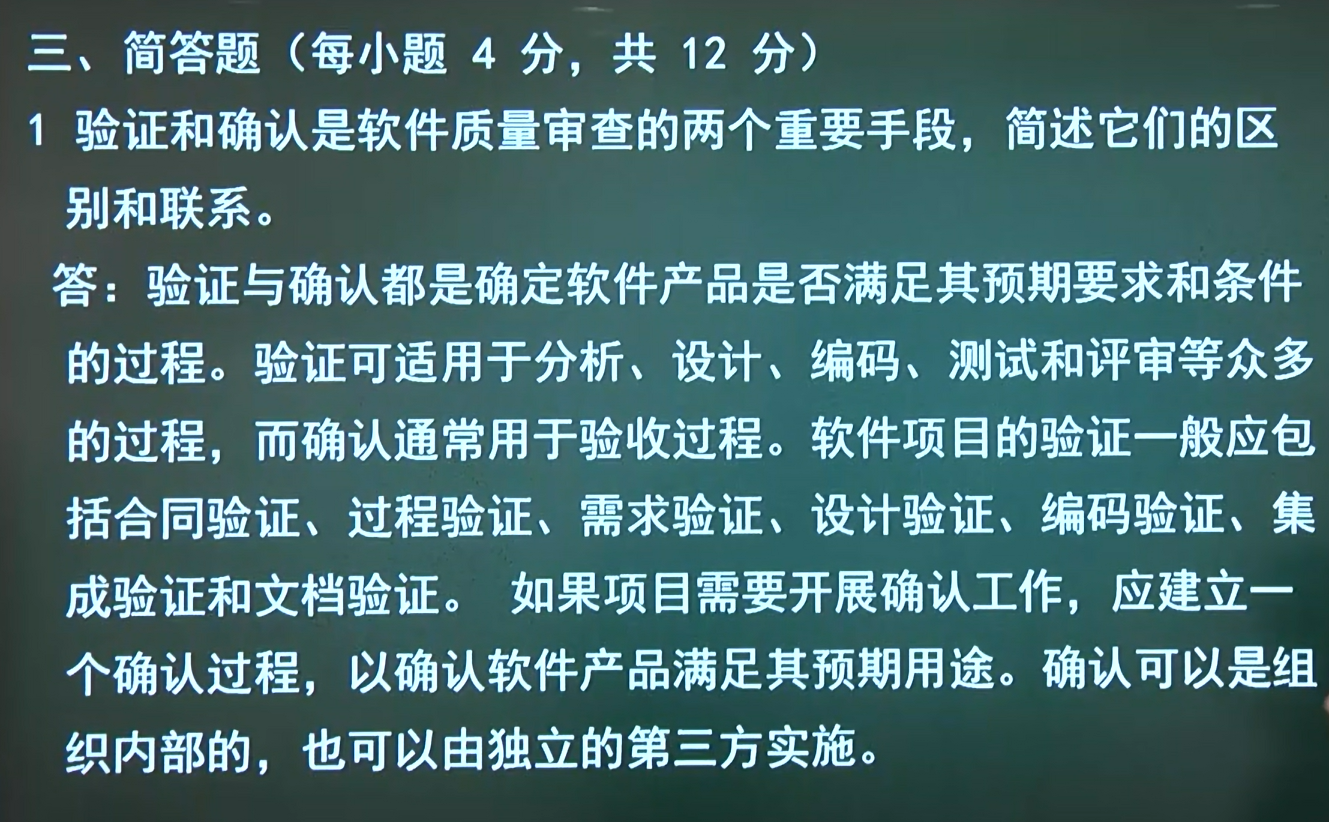 三、简答题（每小题 4 分，共 12 分）
1 验证和确认是软件质量审查的两个重要手段，简述它们的区
别和联系。
答：验证与确认都是确定软件产品是否满足其预期要求和条件
的过程。验证可适用于分析、设计、编码、测试和评审等众多
的过程，而确认通常用于验收过程。软件项目的验证一般应包
括合同验证、过程验证、需求验证、设计验证、编码验证、集
成验证和文档验证。 如果项目需要开展确认工作，应建立一
个确认过程，以确认软件产品满足其预期用途。确认可以是组
织内部的，也可以由独立的第三方实施。